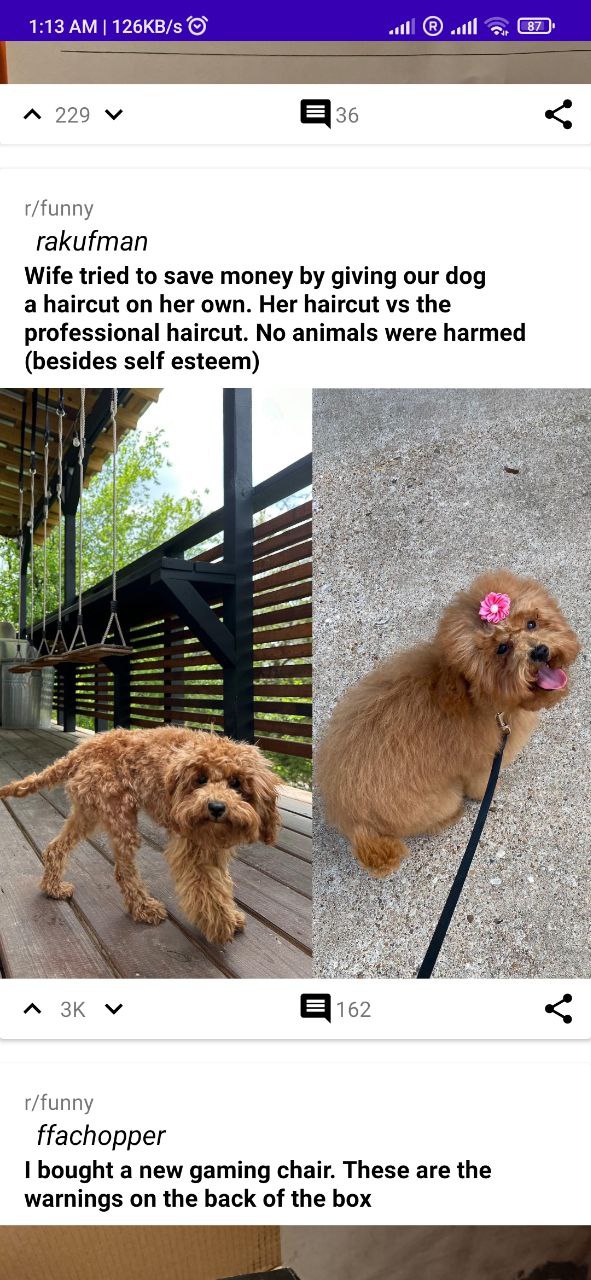 1:13 AM | 126KB/s
R
87
229
36
r/funny
rakufman
Wife tried to save money by giving our dog
a haircut on her own. Her haircut vs the
professional haircut. No animals were harmed
(besides self esteem)
3K
162
r/funny
ffachopper
I bought a new gaming chair. These are the
warnings on the back of the box